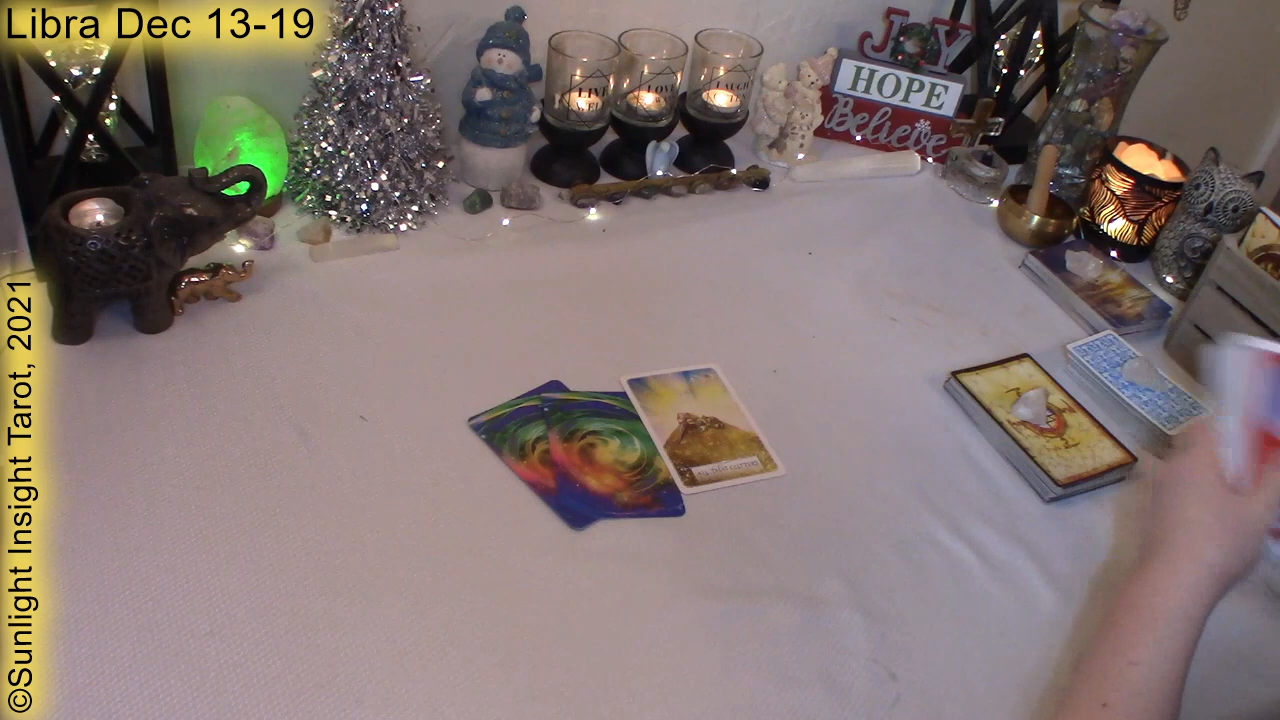 Libra Dec 13-19
©Sunlight Insight Tarot, 2021
LIVE
LOVE
LAUGH
JOY
HOPE
Believe